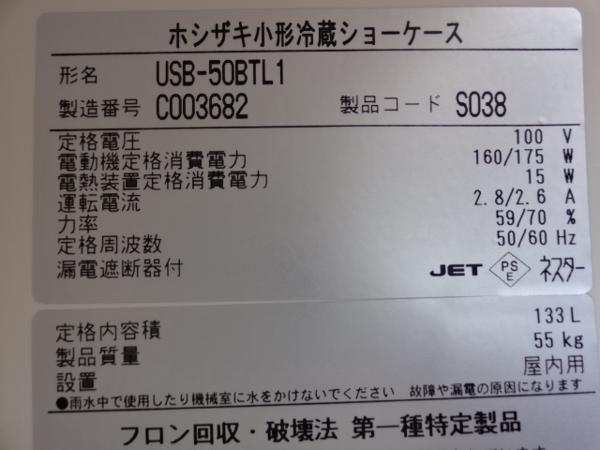 ホシザキ小形冷蔵ショーケース
形名 USB-50BTL1
製造番号 C003682 製品コード S038
定格電圧 100 V
電動機定格消費電力 160/175 W
電熱装置定格消費電力 15 W
運転電流 2.8/2.6 A
力率 59/70 %
定格周波数 50/60 Hz
漏電遮断器付 JET PSE ネスター
定格内容積 133 L
製品質量 55 kg
設置 屋内用
●雨水中で使用したり機械室に水をかけないでください 故障や漏電の原因になります
フロン回収・破壊法 第一種特定製品